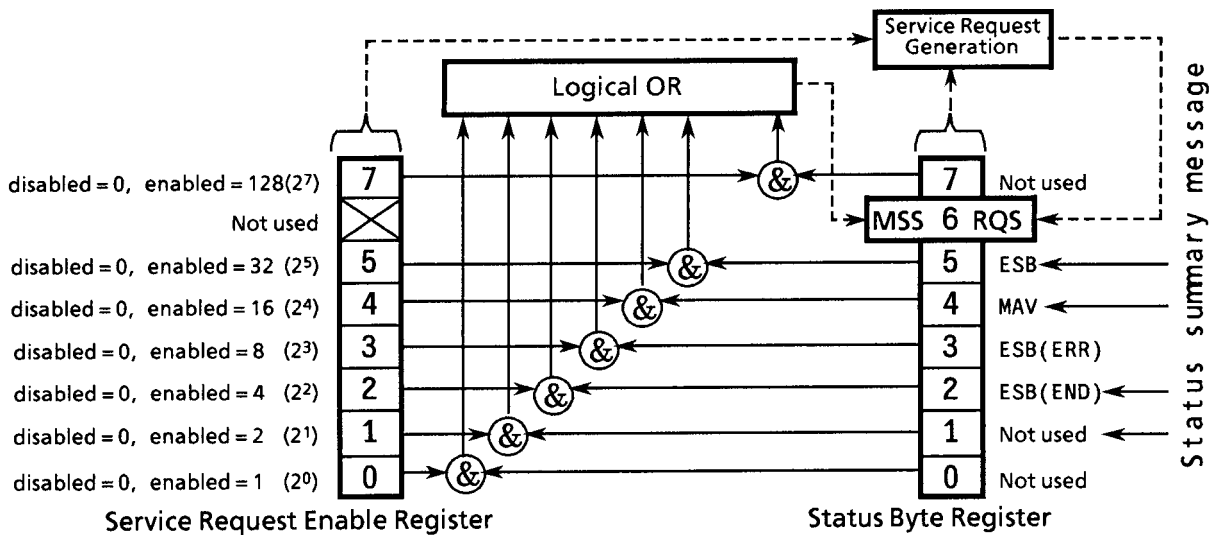 Service Request
Generation
Logical OR
disabled = 0, enabled = 128(2⁷) 7 & 7 Not used
Not used MSS 6 RQS
disabled = 0, enabled = 32 (2⁵) 5 & 5 ESB
disabled = 0, enabled = 16 (2⁴) 4 & 4 MAV
disabled = 0, enabled = 8 (2³) 3 & 3 ESB(ERR)
disabled = 0, enabled = 4 (2²) 2 & 2 ESB(END)
disabled = 0, enabled = 2 (2¹) 1 & 1 Not used
disabled = 0, enabled = 1 (2⁰) 0 & 0 Not used
Service Request Enable Register
Status Byte Register
Status summary message